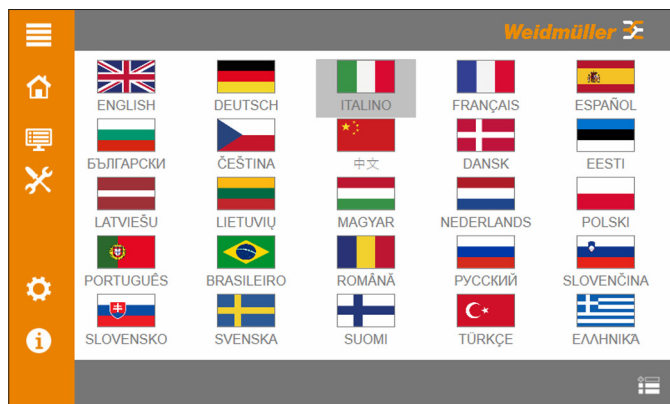 Weidmüller
ENGLISH DEUTSCH ITALINO FRANÇAIS ESPAÑOL
БЪЛГАРСКИ ČEŠTINA 中文 DANSK EESTI
LATVIEŠU LIETUVIŲ MAGYAR NEDERLANDS POLSKI
PORTUGUÊS BRASILEIRO ROMÂNĂ РУССКИЙ SLOVENČINA
SLOVENSKO SVENSKA SUOMI TÜRKÇE ΕΛΛΗΝΙΚΆ